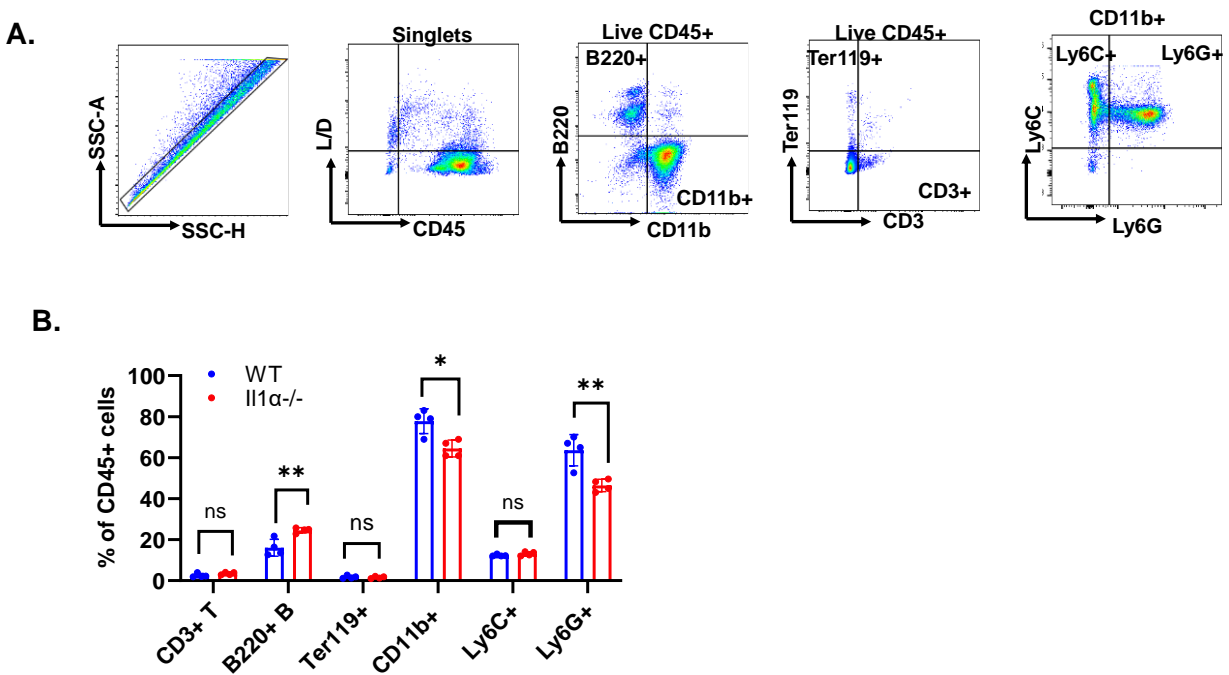 A.
Singlets
Live CD45+
Live CD45+
CD11b+
B220+
Ter119+
Ly6C+
Ly6G+
SSC-A
L/D
B220
Ter119
Ly6C
CD11b+
CD3+
SSC-H
CD45
CD11b
CD3
Ly6G
B.
% of CD45+ cells
100
80
60
40
20
0
WT
Il1α-/-
ns
**
ns
*
ns
**
CD3+ T
B220+ B
Ter119+
CD11b+
Ly6C+
Ly6G+